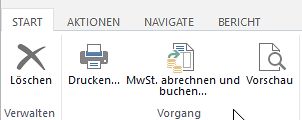 START AKTIONEN NAVIGATE BERICHT
Löschen Drucken... MwSt. abrechnen und Vorschau
buchen...
Verwalten Vorgang